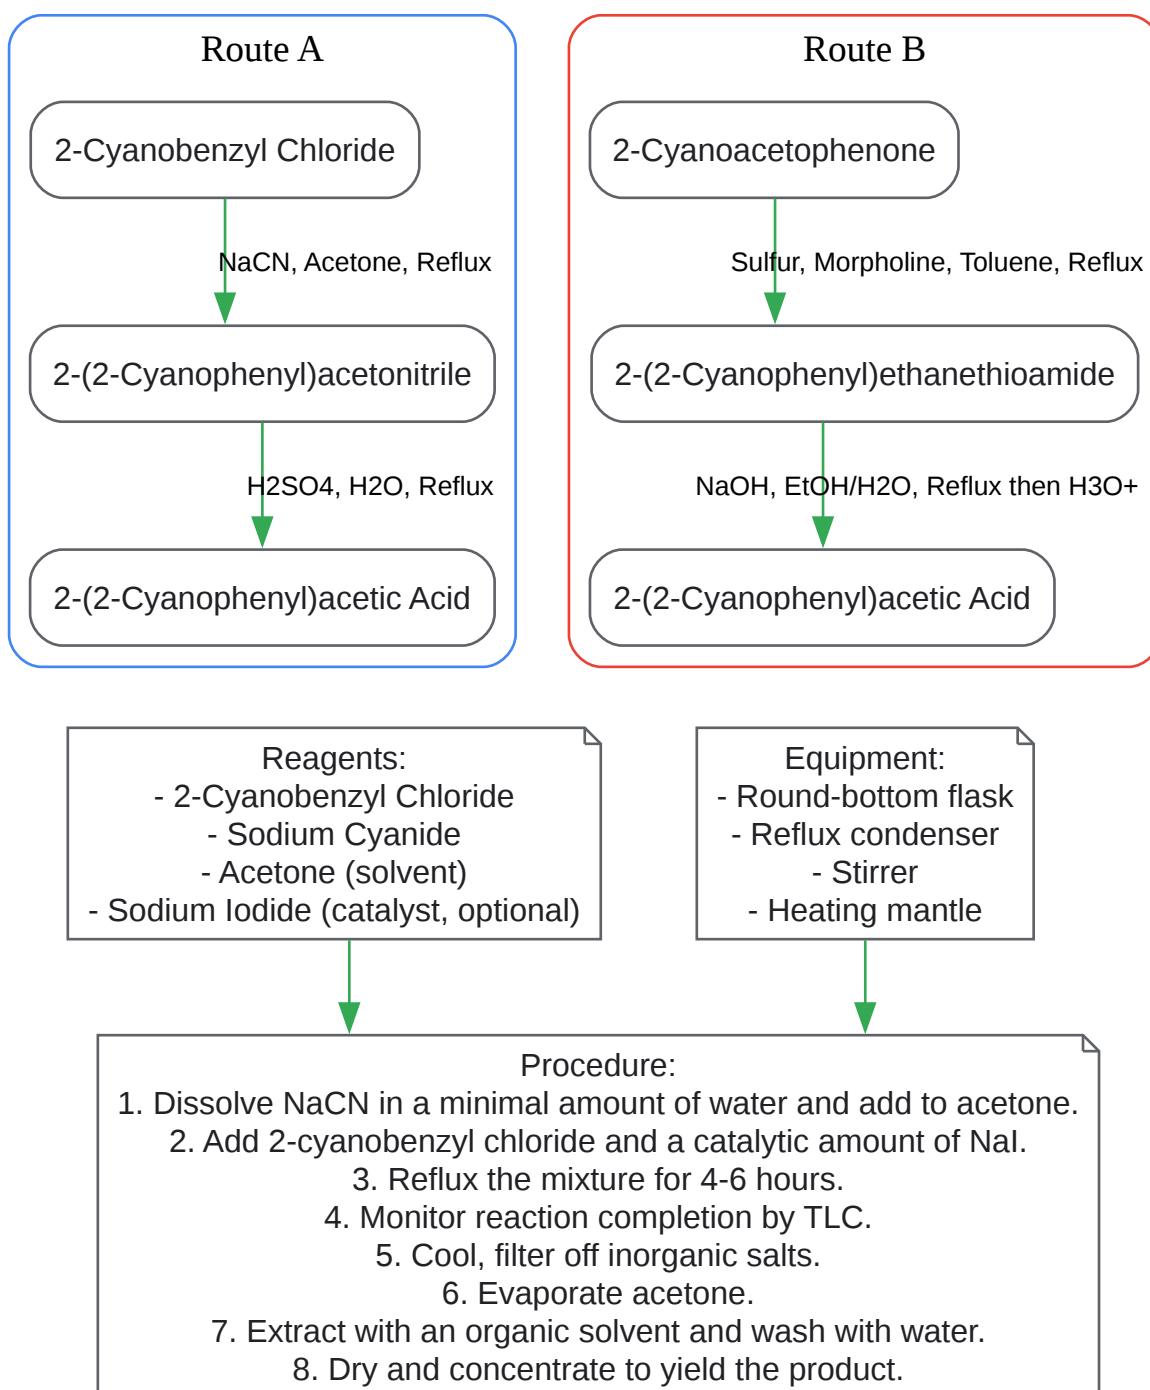 Route A
2-Cyanobenzyl Chloride
NaCN, Acetone, Reflux
2-(2-Cyanophenyl)acetonitrile
H2SO4, H2O, Reflux
2-(2-Cyanophenyl)acetic Acid
Route B
2-Cyanoacetophenone
Sulfur, Morpholine, Toluene, Reflux
2-(2-Cyanophenyl)ethanethioamide
NaOH, EtOH/H2O, Reflux then H3O+
2-(2-Cyanophenyl)acetic Acid
Reagents:
- 2-Cyanobenzyl Chloride
- Sodium Cyanide
- Acetone (solvent)
- Sodium Iodide (catalyst, optional)
Equipment:
- Round-bottom flask
- Reflux condenser
- Stirrer
- Heating mantle
Procedure:
1. Dissolve NaCN in a minimal amount of water and add to acetone.
2. Add 2-cyanobenzyl chloride and a catalytic amount of NaI.
3. Reflux the mixture for 4-6 hours.
4. Monitor reaction completion by TLC.
5. Cool, filter off inorganic salts.
6. Evaporate acetone.
7. Extract with an organic solvent and wash with water.
8. Dry and concentrate to yield the product.